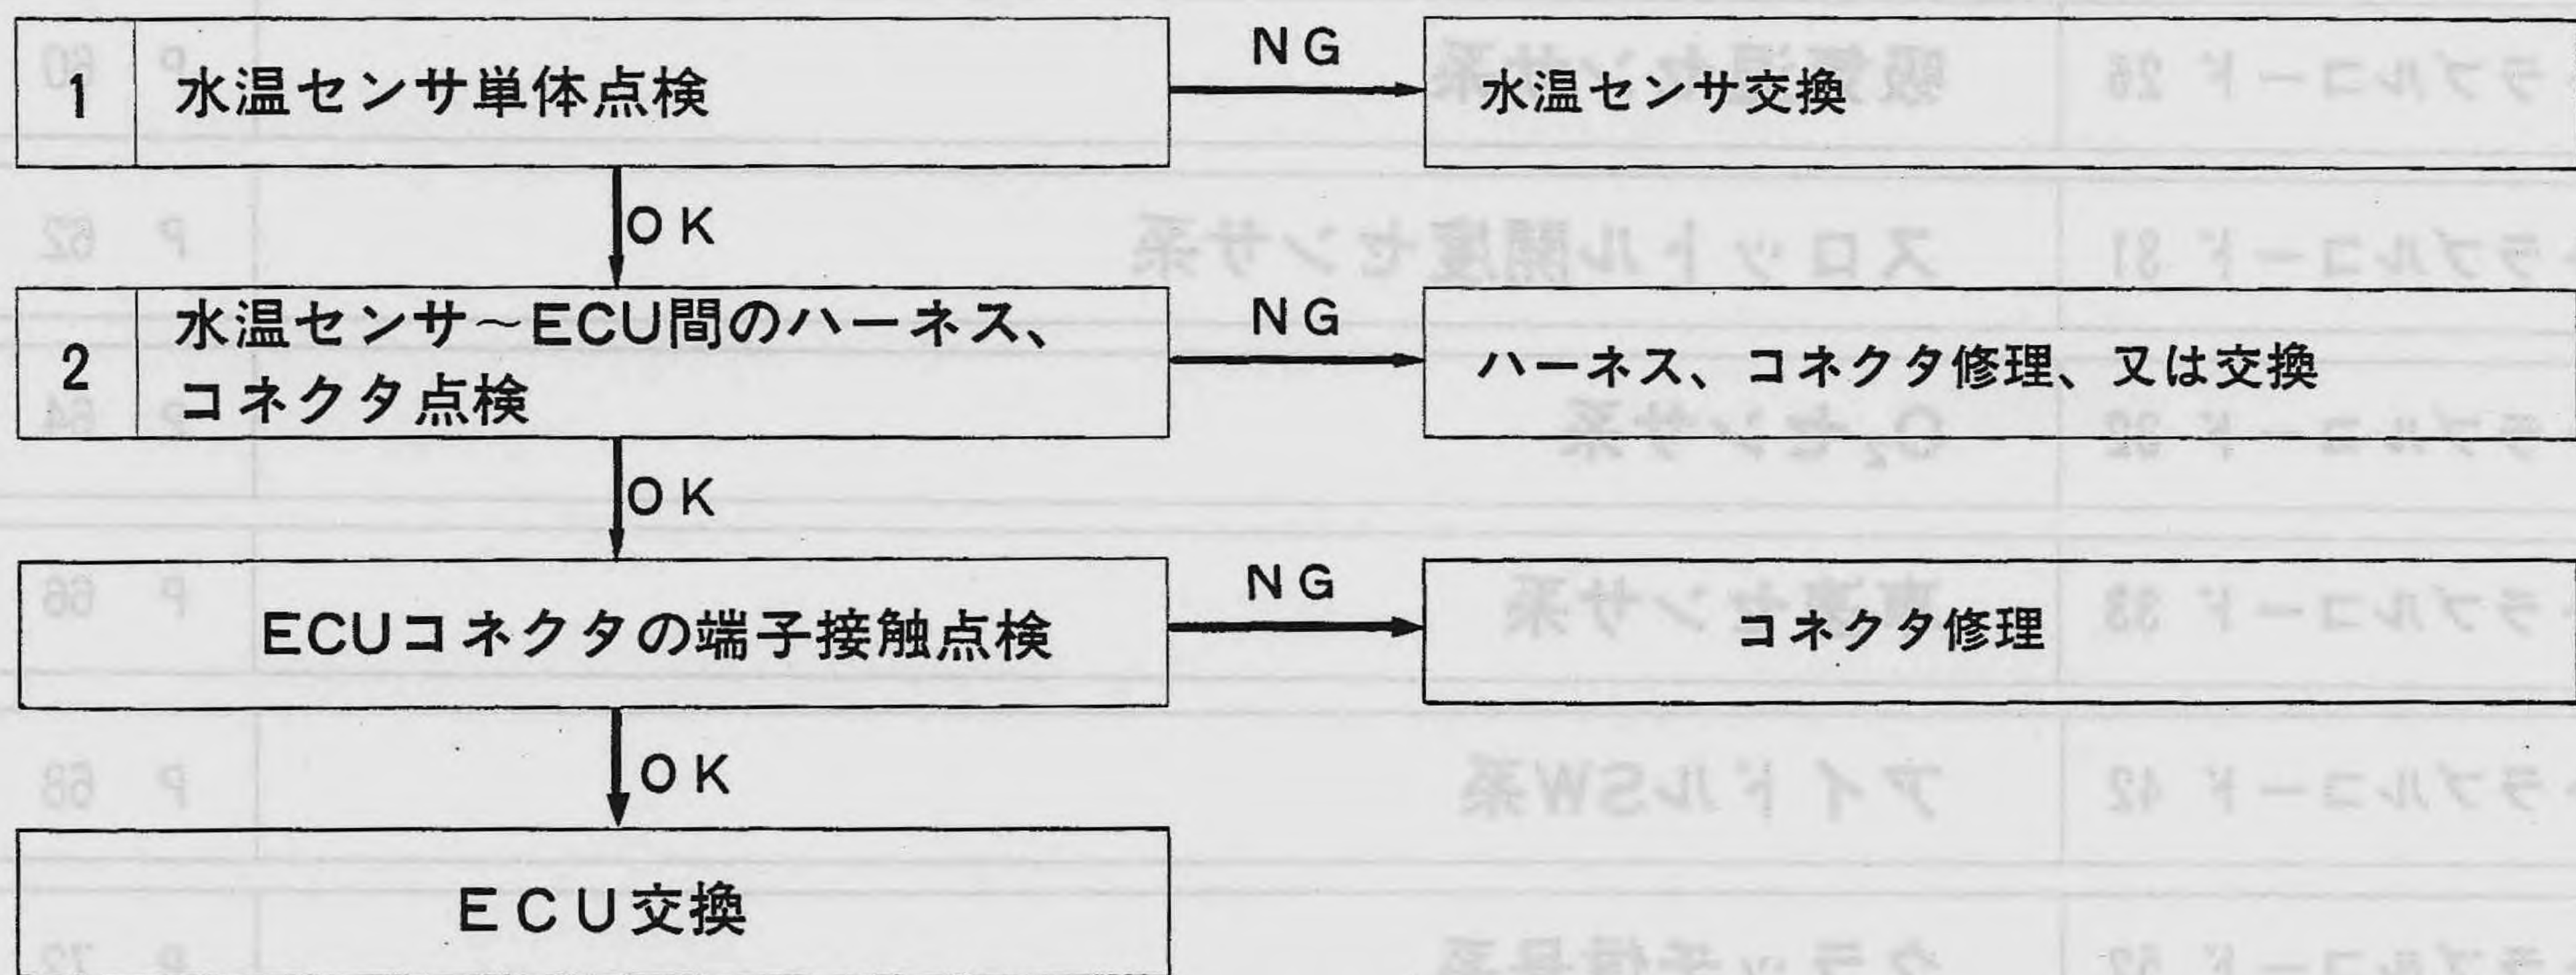 1 水温センサ単体点検
NG
水温センサ交換
OK
2 水温センサ～ECU間のハーネス、
コネクタ点検
NG
ハーネス、コネクタ修理、又は交換
OK
ECUコネクタの端子接触点検
NG
コネクタ修理
OK
ECU交換